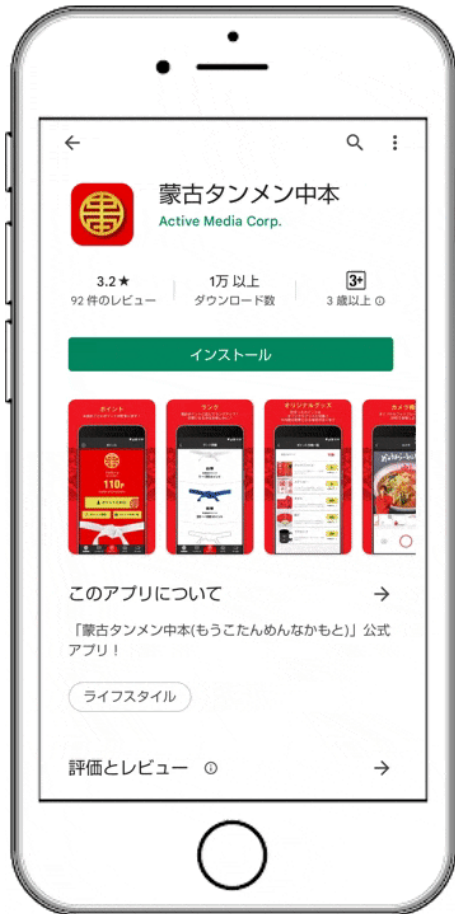 蒙古タンメン中本
Active Media Corp.
3.2★
92 件のレビュー
1万 以上
ダウンロード数
3+
3 歳以上
インストール
ポイント
110P
ランク
オリジナルグッズ
カメラ機
このアプリについて
「蒙古タンメン中本(もうこたんめんなかもと)」公式
アプリ！
ライフスタイル
評価とレビュー